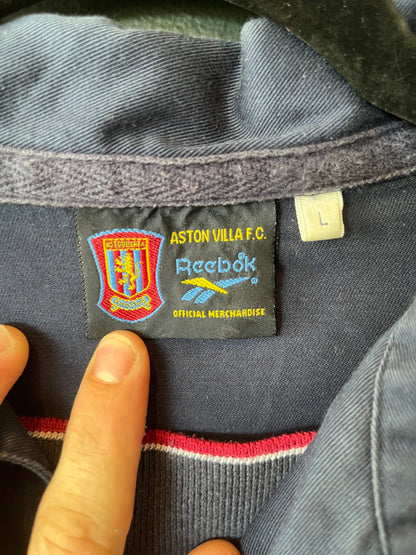 ASTON VILLA F.C.
Reebok
®
OFFICIAL MERCHANDISE
L